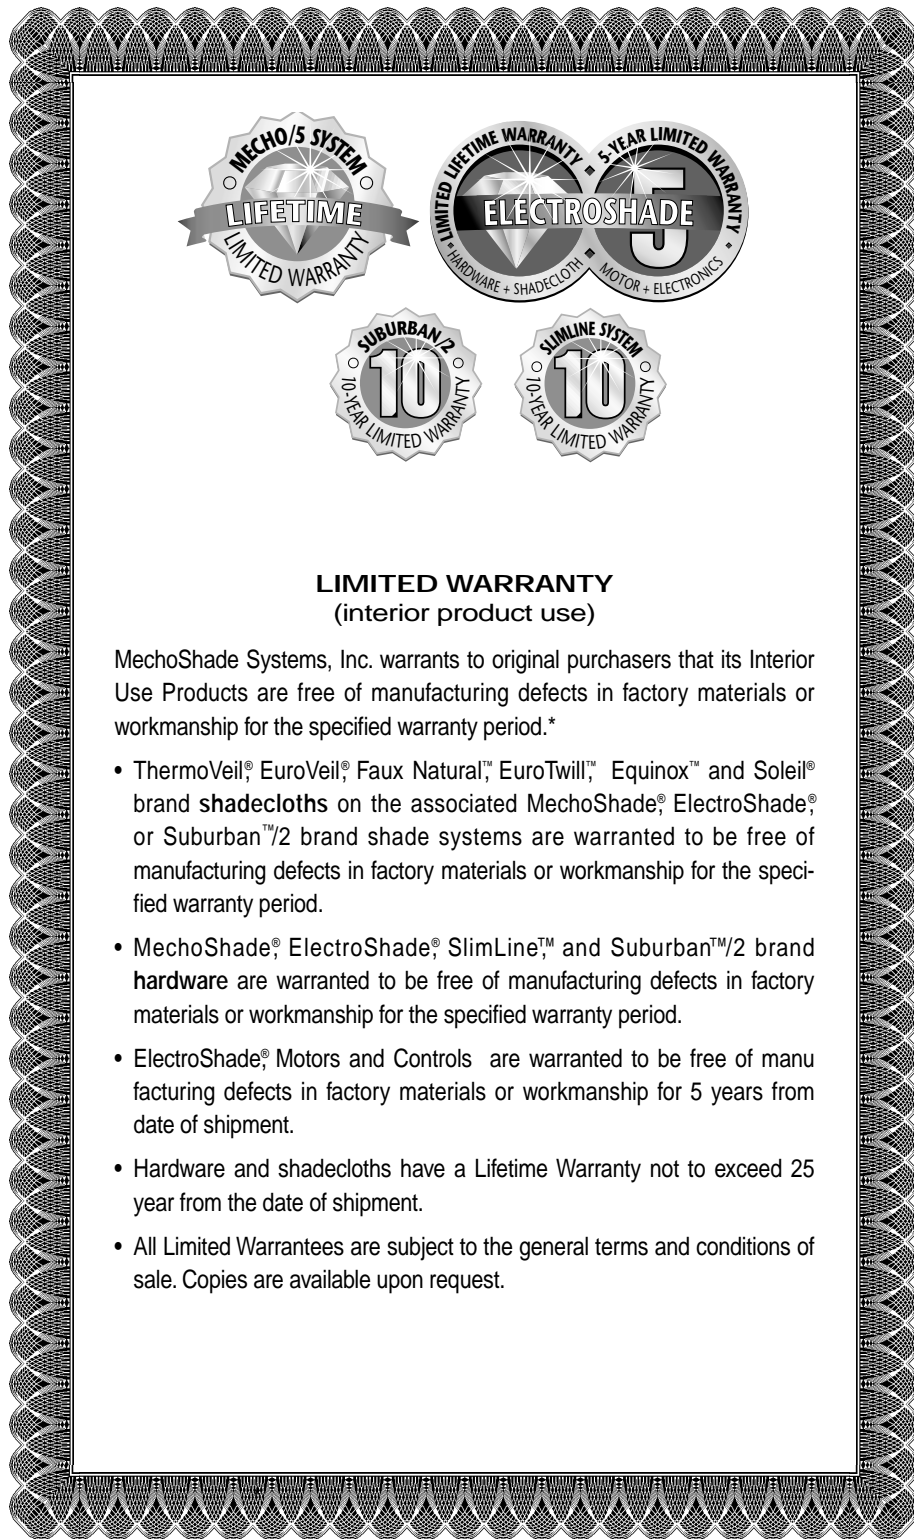 MECHO/5 SYSTEM
LIFETIME
LIMITED WARRANTY
LIMITED LIFETIME WARRANTY
5-YEAR LIMITED WARRANTY
ELECTROSHADE
5
HARDWARE + SHADECLOTH
MOTOR + ELECTRONICS
SUBURBAN/2
10
10-YEAR LIMITED WARRANTY
SLIMLINE SYSTEM
10
10-YEAR LIMITED WARRANTY
LIMITED WARRANTY
(interior product use)
MechoShade Systems, Inc. warrants to original purchasers that its Interior
Use Products are free of manufacturing defects in factory materials or
workmanship for the specified warranty period.*
• ThermoVeil®, EuroVeil®, Faux Natural™, EuroTwill™, Equinox™ and Soleil®
brand shadecloths on the associated MechoShade®, ElectroShade®,
or Suburban™/2 brand shade systems are warranted to be free of
manufacturing defects in factory materials or workmanship for the speci-
fied warranty period.
• MechoShade®, ElectroShade®, SlimLine™, and Suburban™/2 brand
hardware are warranted to be free of manufacturing defects in factory
materials or workmanship for the specified warranty period.
• ElectroShade®, Motors and Controls are warranted to be free of manu
facturing defects in factory materials or workmanship for 5 years from
date of shipment.
• Hardware and shadecloths have a Lifetime Warranty not to exceed 25
year from the date of shipment.
• All Limited Warrantees are subject to the general terms and conditions of
sale. Copies are available upon request.